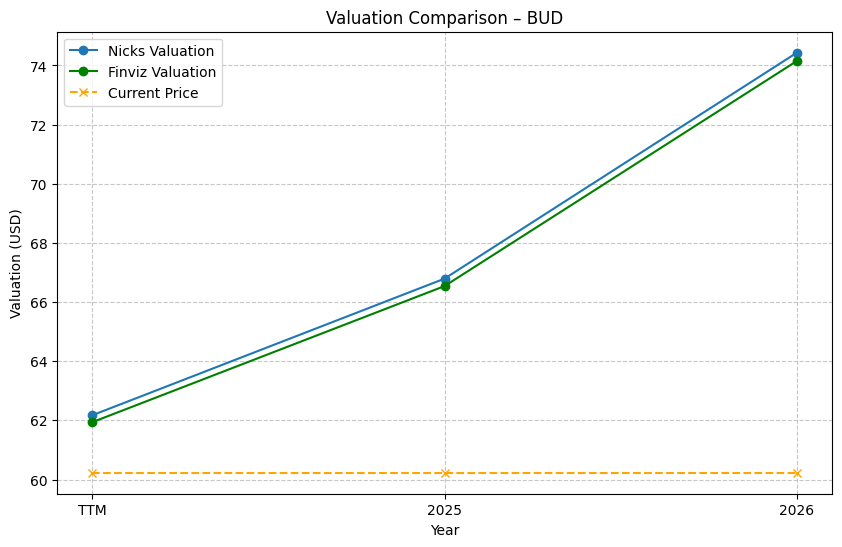 Valuation Comparison – BUD
Nicks Valuation
Finviz Valuation
Current Price
Valuation (USD)
74
72
70
68
66
64
62
60
TTM
2025
2026
Year